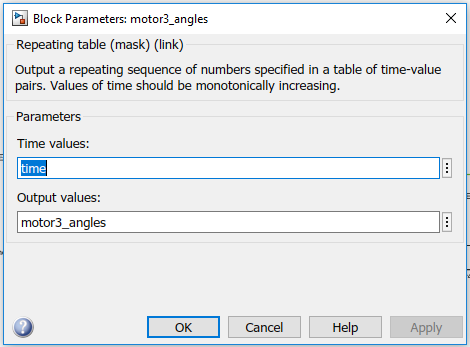 Block Parameters: motor3_angles
Repeating table (mask) (link)
Output a repeating sequence of numbers specified in a table of time-value
pairs. Values of time should be monotonically increasing.
Parameters
Time values:
time
Output values:
motor3_angles
OK Cancel Help Apply